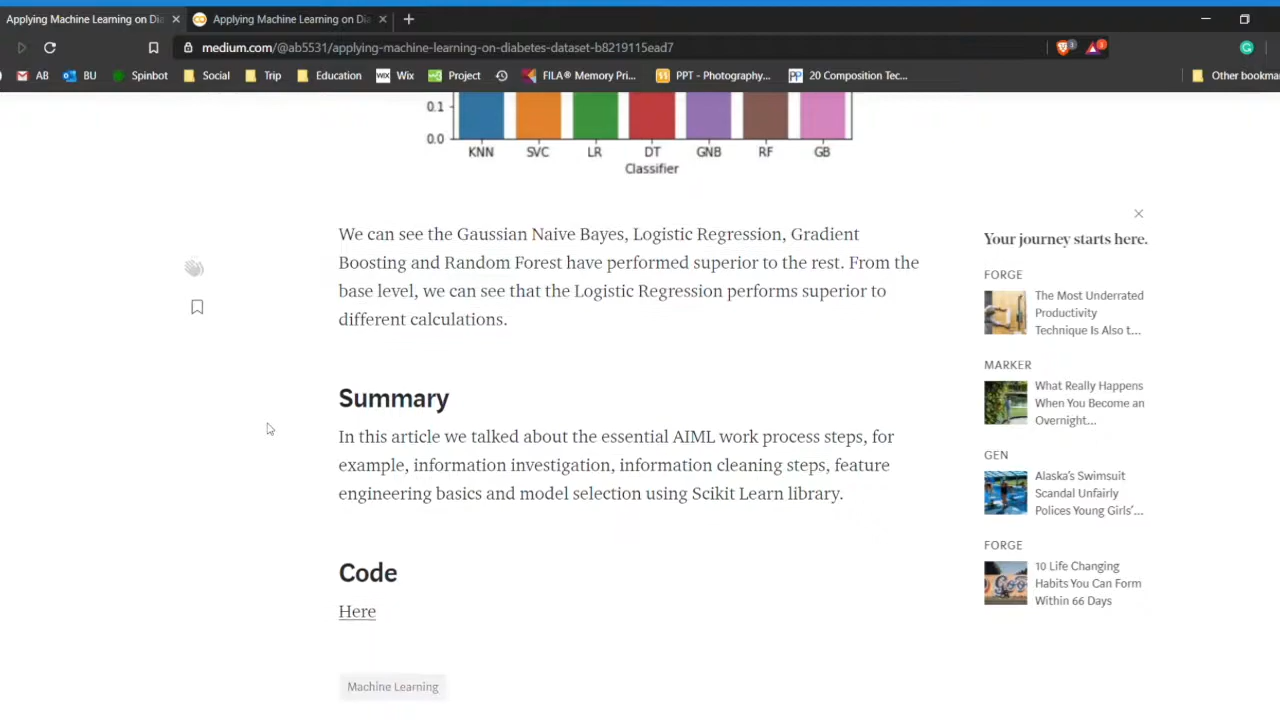 Applying Machine Learning on Dia
Applying Machine Learning on Dia
medium.com/@ab5531/applying-machine-learning-on-diabetes-dataset-b8219115ead7
AB
BU
Spinbot
Social
Trip
Education
WIX Wix
Project
FILA® Memory Pri...
PPT - Photography...
PP 20 Composition Tec...
Other bookma
0.1
0.0
KNN SVC LR DT GNB RF GB
Classifier
We can see the Gaussian Naive Bayes, Logistic Regression, Gradient
Boosting and Random Forest have performed superior to the rest. From the
base level, we can see that the Logistic Regression performs superior to
different calculations.
Summary
In this article we talked about the essential AIML work process steps, for
example, information investigation, information cleaning steps, feature
engineering basics and model selection using Scikit Learn library.
Code
Here
Machine Learning
Your journey starts here.
FORGE
The Most Underrated
Productivity
Technique Is Also t...
MARKER
What Really Happens
When You Become an
Overnight...
GEN
Alaska's Swimsuit
Scandal Unfairly
Polices Young Girls'...
FORGE
10 Life Changing
Habits You Can Form
Within 66 Days